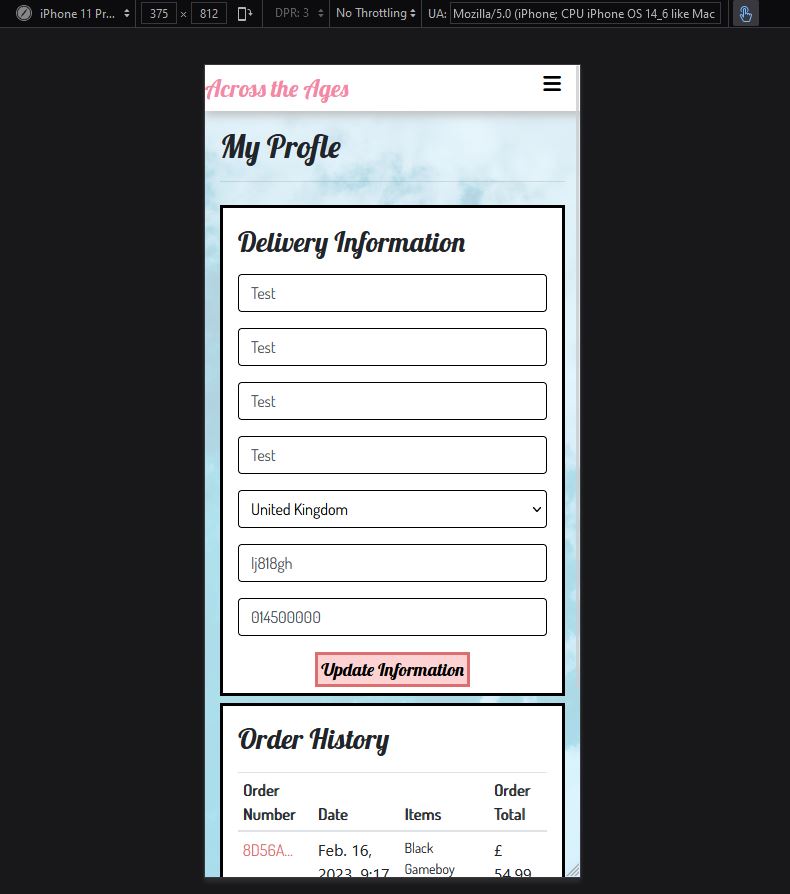 iPhone 11 Pr... 375 × 812 DPR: 3 No Throttling UA: Mozilla/5.0 (iPhone; CPU iPhone OS 14_6 like Mac
Across the Ages
My Profle
Delivery Information
Test
Test
Test
Test
United Kingdom
lj818gh
014500000
Update Information
Order History
Order Number Date Items Order Total
8D56A... Feb. 16, Black £
2023, 9:17 Gameboy 54.99